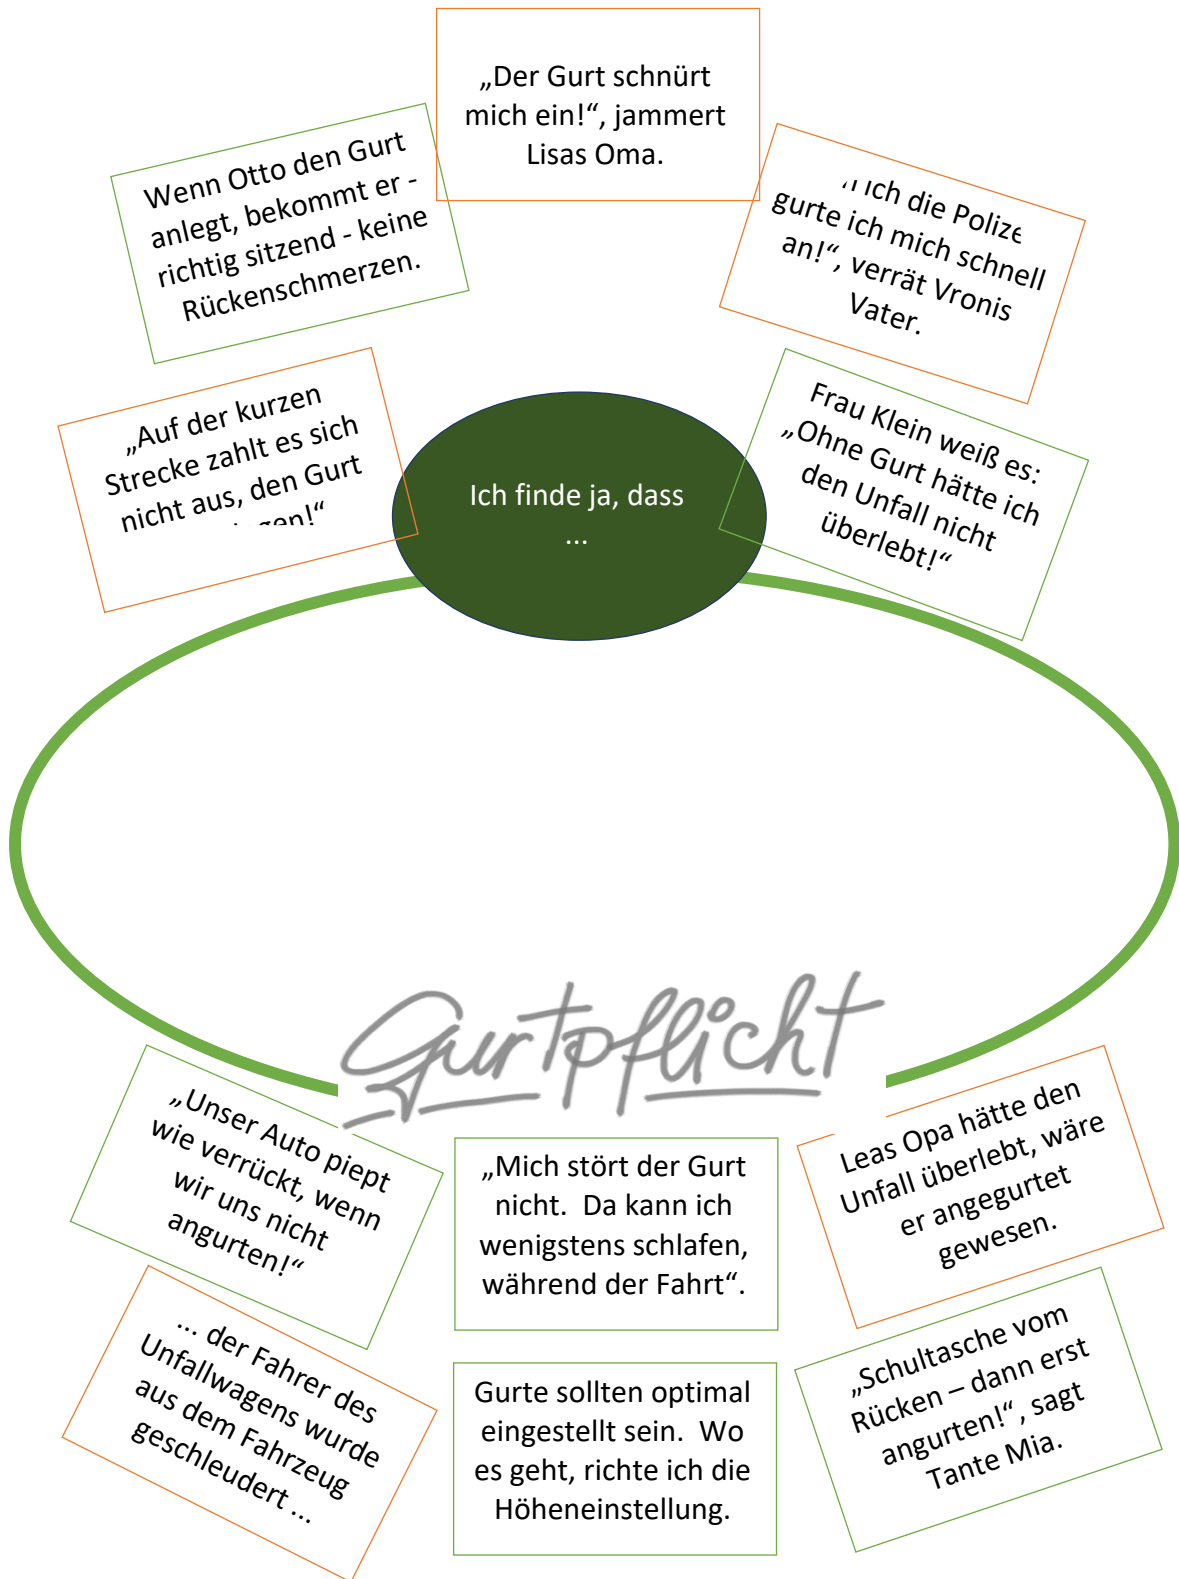 „Der Gurt schnürt
mich ein!“, jammert
Lisas Oma.
Wenn Otto den Gurt
anlegt, bekommt er -
richtig sitzend - keine
Rückenschmerzen.
ich die
gurte ich mich schnell
an!“, verrät Vronis
Vater.
„Auf der kurzen
Strecke zahlt es sich
nicht aus, den Gurt
Ich finde ja, dass
...
Frau Klein weiß es:
„Ohne Gurt hätte ich
den Unfall nicht
überlebt!“
Gurtpflicht
„Unser Auto piept
wie verrückt, wenn
wir uns nicht
angurten!“
„Mich stört der Gurt
nicht. Da kann ich
wenigstens schlafen,
während der Fahrt“.
Leas Opa hätte den
Unfall überlebt, wäre
er angegurtet
gewesen.
... der Fahrer des
Unfallwagens wurde
aus dem Fahrzeug
geschleudert ...
Gurte sollten optimal
eingestellt sein. Wo
es geht, richte ich die
Höheneinstellung.
„Schultasche vom
Rücken – dann erst
angurten!“ , sagt
Tante Mia.